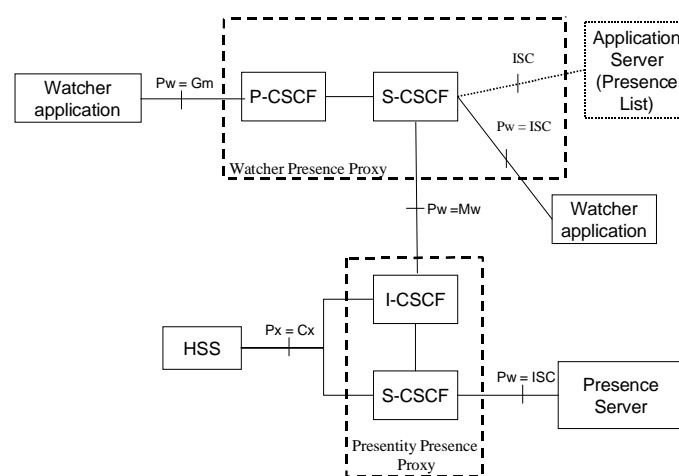 Watcher
application
Pw = Gm
P-CSCF
S-CSCF
ISC
Application
Server
(Presence
List)
Pw = ISC
Watcher Presence Proxy
Watcher
application
Pw =Mw
I-CSCF
HSS
Px = Cx
S-CSCF
Pw = ISC
Presence
Server
Presentity Presence
Proxy